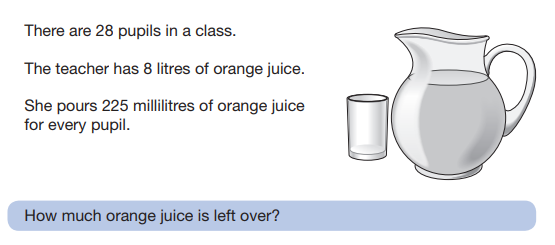 There are 28 pupils in a class.
The teacher has 8 litres of orange juice.
She pours 225 millilitres of orange juice
for every pupil.
How much orange juice is left over?